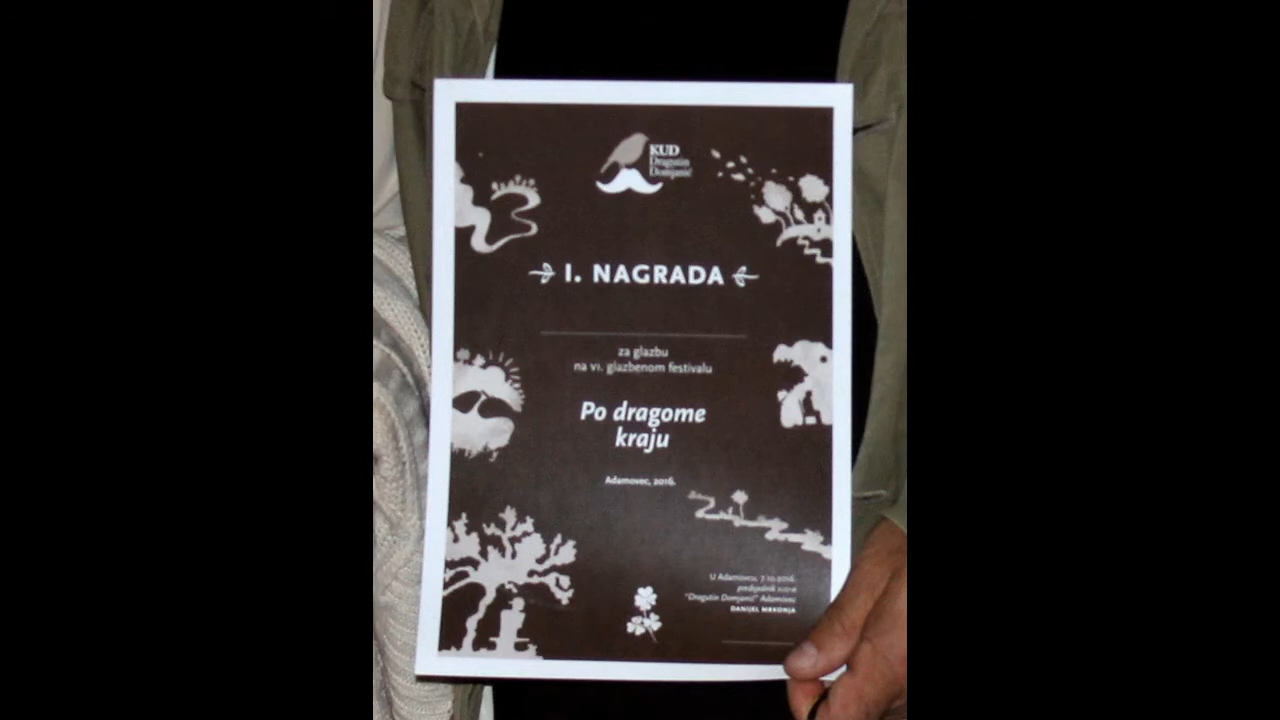 KUD
Dragutin
Domjanić
I. NAGRADA
za glazbu
na VI. glazbenom festivalu
Po dragome
kraju
Adamovec, 2016.
U Adamovcu, 7.10.2016.
predsjednik
"Dragutin Domjanić" Adamovec
DANIJEL MRKONJA